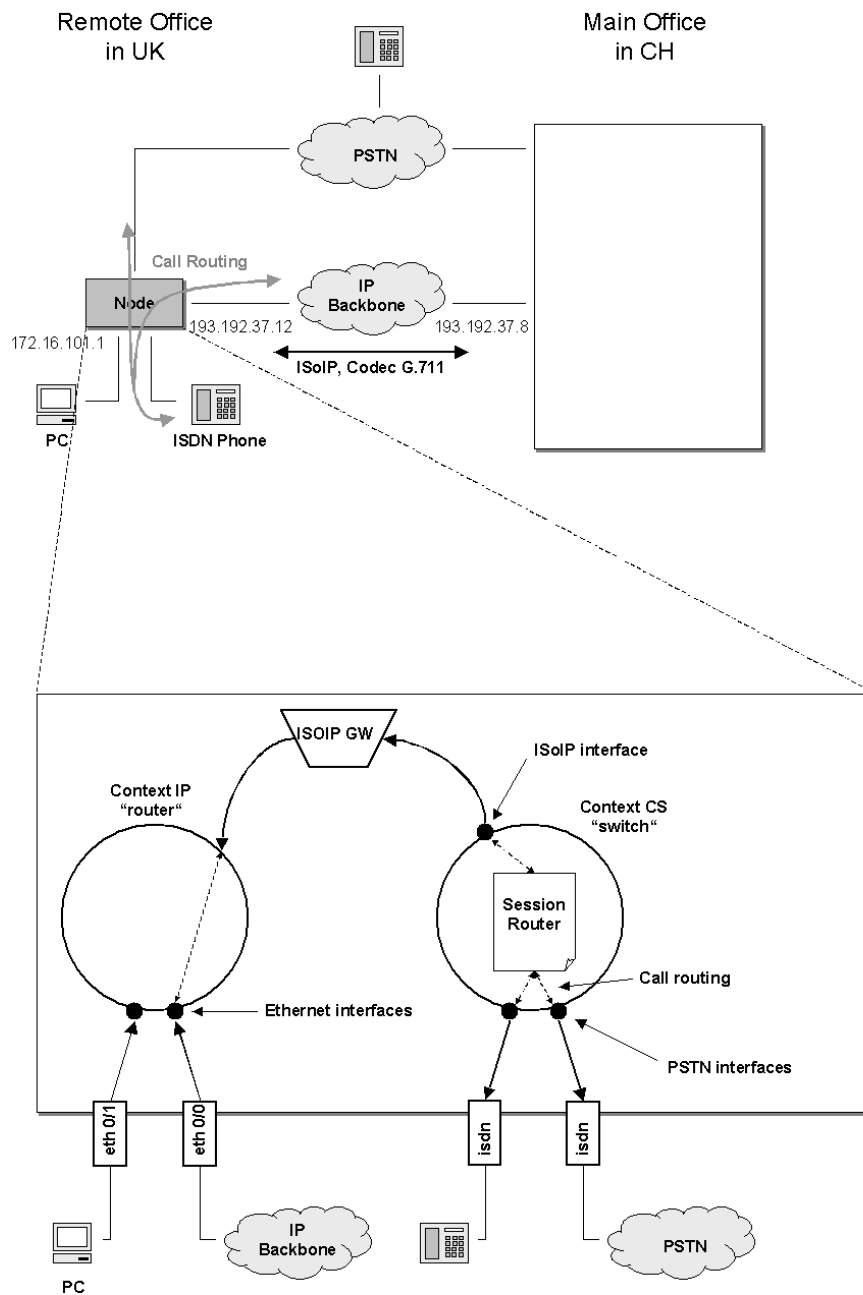 Remote Office
in UK
Main Office
in CH
PSTN
Call Routing
Node
IP
Backbone
172.16.101.1
193.192.37.12
193.192.37.8
ISoIP, Codec G.711
PC
ISDN Phone
ISOIP GW
ISoIP interface
Context IP
"router"
Context CS
"switch"
Session
Router
Call routing
Ethernet interfaces
PSTN interfaces
eth 0/1
eth 0/0
isdn
isdn
IP
Backbone
PSTN
PC